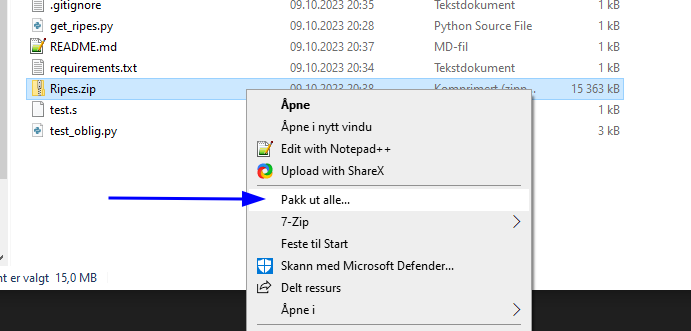 .gitignore 09.10.2023 20:35 Tekstdokument 1 kB
get_ripes.py 09.10.2023 20:28 Python Source File 2 kB
README.md 09.10.2023 20:37 MD-fil 1 kB
requirements.txt 09.10.2023 20:34 Tekstdokument 1 kB
Ripes.zip 09.10.2023 20:38 Komprimert (zipp... 15 363 kB
test.s 1 kB
test_oblig.py 3 kB
Åpne
Åpne i nytt vindu
Edit with Notepad++
Upload with ShareX
Pakk ut alle...
7-Zip
Feste til Start
Skann med Microsoft Defender...
Delt ressurs
Åpne i
nt er valgt 15,0 MB